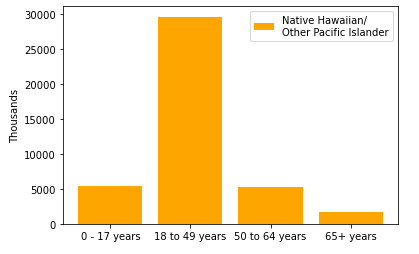 30000
25000
20000
15000
10000
5000
0
Thousands
Native Hawaiian/
Other Pacific Islander
0 - 17 years
18 to 49 years
50 to 64 years
65+ years